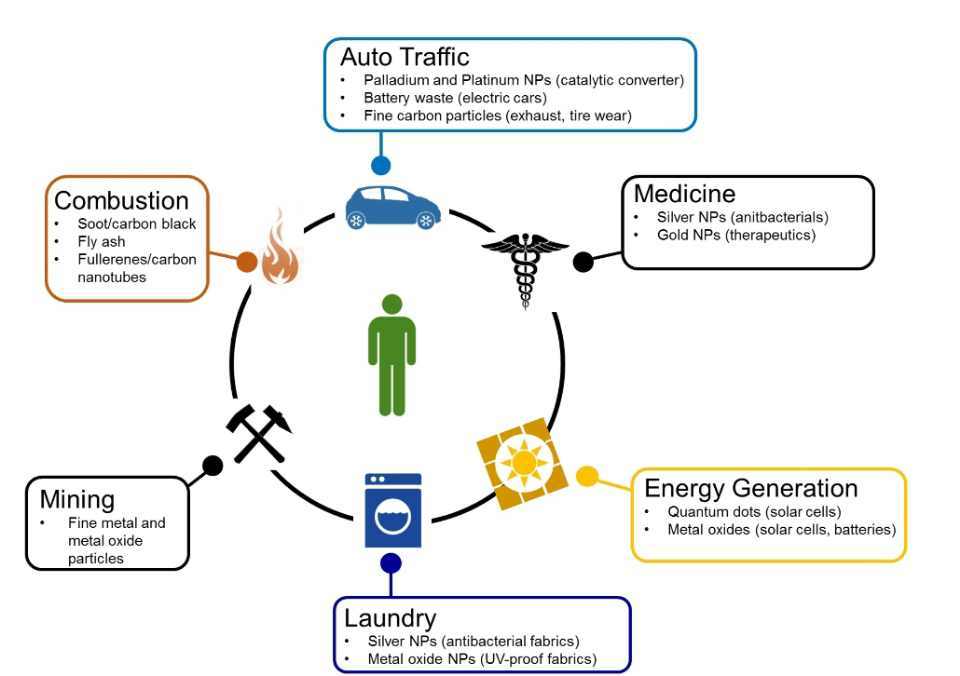 Auto Traffic
• Palladium and Platinum NPs (catalytic converter)
• Battery waste (electric cars)
• Fine carbon particles (exhaust, tire wear)
Combustion
• Soot/carbon black
• Fly ash
• Fullerenes/carbon
nanotubes
Medicine
• Silver NPs (anitbacterials)
• Gold NPs (therapeutics)
Mining
• Fine metal and
metal oxide
particles
Energy Generation
• Quantum dots (solar cells)
• Metal oxides (solar cells, batteries)
Laundry
• Silver NPs (antibacterial fabrics)
• Metal oxide NPs (UV-proof fabrics)